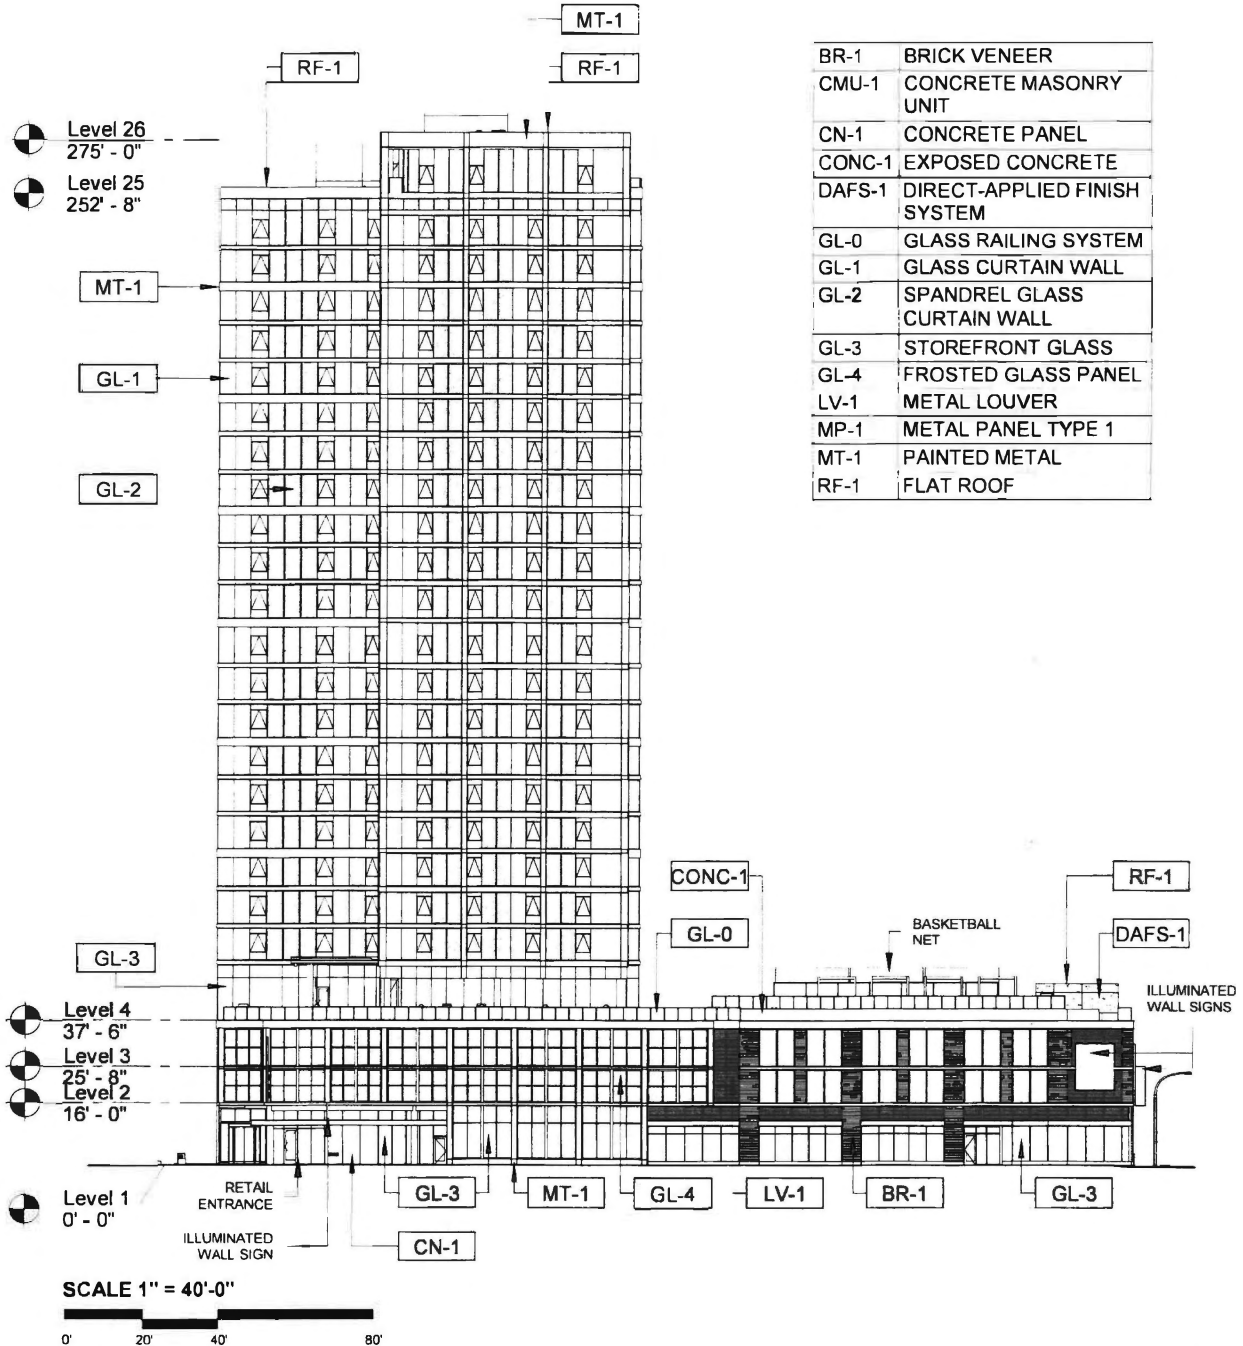 MT-1
RF-1
RF-1
BR-1 BRICK VENEER
CMU-1 CONCRETE MASONRY
UNIT
CN-1 CONCRETE PANEL
CONC-1 EXPOSED CONCRETE
DAFS-1 DIRECT-APPLIED FINISH
SYSTEM
GL-0 GLASS RAILING SYSTEM
GL-1 GLASS CURTAIN WALL
GL-2 SPANDREL GLASS
CURTAIN WALL
GL-3 STOREFRONT GLASS
GL-4 FROSTED GLASS PANEL
LV-1 METAL LOUVER
MP-1 METAL PANEL TYPE 1
MT-1 PAINTED METAL
RF-1 FLAT ROOF
Level 26
275' - 0"
Level 25
252' - 8"
MT-1
GL-1
GL-2
CONC-1
RF-1
GL-0
BASKETBALL
NET
DAFS-1
GL-3
ILLUMINATED
WALL SIGNS
Level 4
37' - 6"
Level 3
25' - 8"
Level 2
16' - 0"
Level 1
0' - 0"
RETAIL
ENTRANCE
GL-3
MT-1
GL-4
LV-1
BR-1
GL-3
ILLUMINATED
WALL SIGN
CN-1
SCALE 1" = 40'-0"
0' 20' 40' 80'